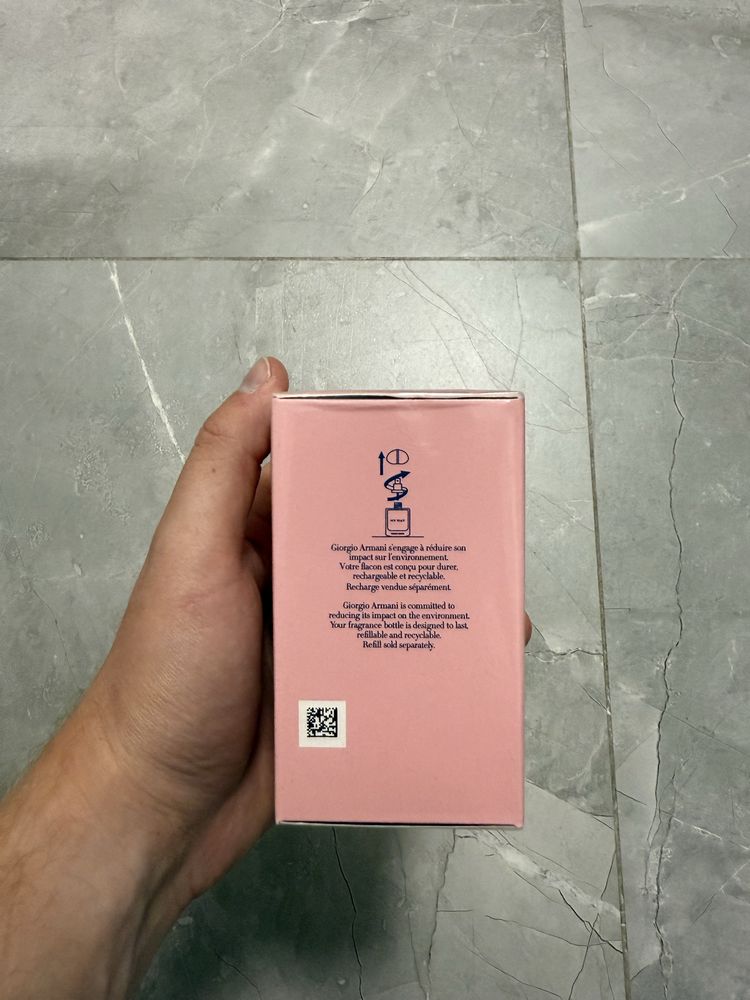 MY WAY
Giorgio Armani s'engage à réduire son
impact sur l'environnement.
Votre flacon est conçu pour durer,
rechargeable et recyclable.
Recharge vendue séparément.
Giorgio Armani is committed to
reducing its impact on the environment.
Your fragrance bottle is designed to last,
refillable and recyclable.
Refill sold separately.